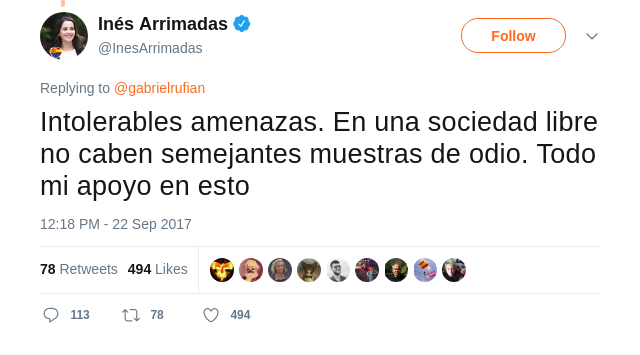 Inés Arrimadas
@InesArrimadas
Follow
Replying to @gabrielrufian
Intolerables amenazas. En una sociedad libre
no caben semejantes muestras de odio. Todo
mi apoyo en esto
12:18 PM - 22 Sep 2017
78 Retweets 494 Likes
113 78 494